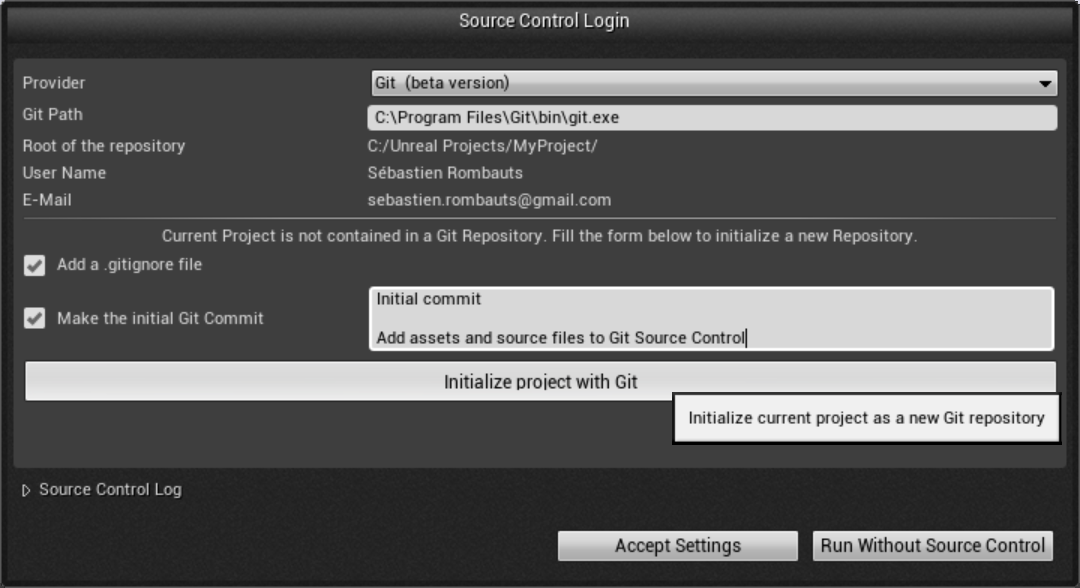 Source Control Login
Provider
Git (beta version)
Git Path
C:\Program Files\Git\bin\git.exe
Root of the repository
C:/Unreal Projects/MyProject/
User Name
Sébastien Rombauts
E-Mail
sebastien.rombauts@gmail.com
Current Project is not contained in a Git Repository. Fill the form below to initialize a new Repository.
Add a .gitignore file
Make the initial Git Commit
Initial commit
Add assets and source files to Git Source Control
Initialize project with Git
Initialize current project as a new Git repository
Source Control Log
Accept Settings
Run Without Source Control